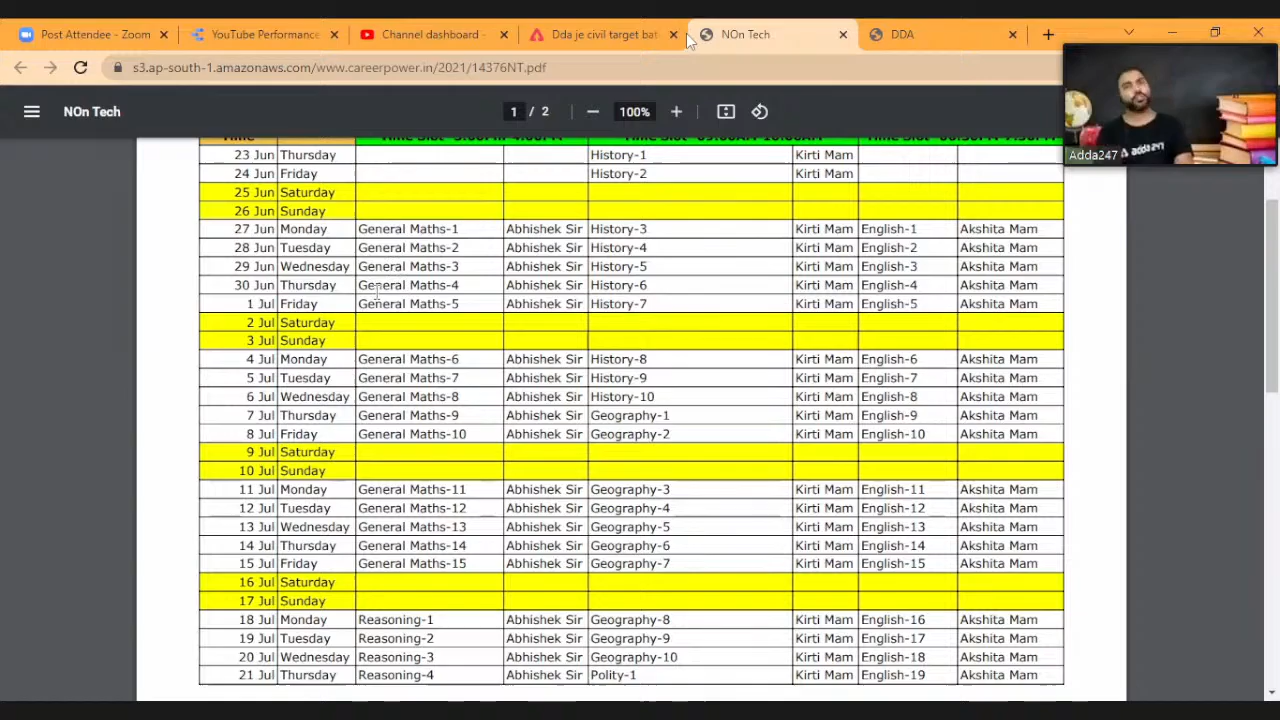 Post Attendee - Zoom YouTube Performance Channel dashboard - Dda je civil target bat NOn Tech DDA
s3.ap-south-1.amazonaws.com/www.careerpower.in/2021/14376NT.pdf
NOn Tech 1 / 2 100%
Adda247 adda247
23 Jun Thursday History-1 Kirti Mam
24 Jun Friday History-2 Kirti Mam
25 Jun Saturday
26 Jun Sunday
27 Jun Monday General Maths-1 Abhishek Sir History-3 Kirti Mam English-1 Akshita Mam
28 Jun Tuesday General Maths-2 Abhishek Sir History-4 Kirti Mam English-2 Akshita Mam
29 Jun Wednesday General Maths-3 Abhishek Sir History-5 Kirti Mam English-3 Akshita Mam
30 Jun Thursday General Maths-4 Abhishek Sir History-6 Kirti Mam English-4 Akshita Mam
1 Jul Friday General Maths-5 Abhishek Sir History-7 Kirti Mam English-5 Akshita Mam
2 Jul Saturday
3 Jul Sunday
4 Jul Monday General Maths-6 Abhishek Sir History-8 Kirti Mam English-6 Akshita Mam
5 Jul Tuesday General Maths-7 Abhishek Sir History-9 Kirti Mam English-7 Akshita Mam
6 Jul Wednesday General Maths-8 Abhishek Sir History-10 Kirti Mam English-8 Akshita Mam
7 Jul Thursday General Maths-9 Abhishek Sir Geography-1 Kirti Mam English-9 Akshita Mam
8 Jul Friday General Maths-10 Abhishek Sir Geography-2 Kirti Mam English-10 Akshita Mam
9 Jul Saturday
10 Jul Sunday
11 Jul Monday General Maths-11 Abhishek Sir Geography-3 Kirti Mam English-11 Akshita Mam
12 Jul Tuesday General Maths-12 Abhishek Sir Geography-4 Kirti Mam English-12 Akshita Mam
13 Jul Wednesday General Maths-13 Abhishek Sir Geography-5 Kirti Mam English-13 Akshita Mam
14 Jul Thursday General Maths-14 Abhishek Sir Geography-6 Kirti Mam English-14 Akshita Mam
15 Jul Friday General Maths-15 Abhishek Sir Geography-7 Kirti Mam English-15 Akshita Mam
16 Jul Saturday
17 Jul Sunday
18 Jul Monday Reasoning-1 Abhishek Sir Geography-8 Kirti Mam English-16 Akshita Mam
19 Jul Tuesday Reasoning-2 Abhishek Sir Geography-9 Kirti Mam English-17 Akshita Mam
20 Jul Wednesday Reasoning-3 Abhishek Sir Geography-10 Kirti Mam English-18 Akshita Mam
21 Jul Thursday Reasoning-4 Abhishek Sir Polity-1 Kirti Mam English-19 Akshita Mam